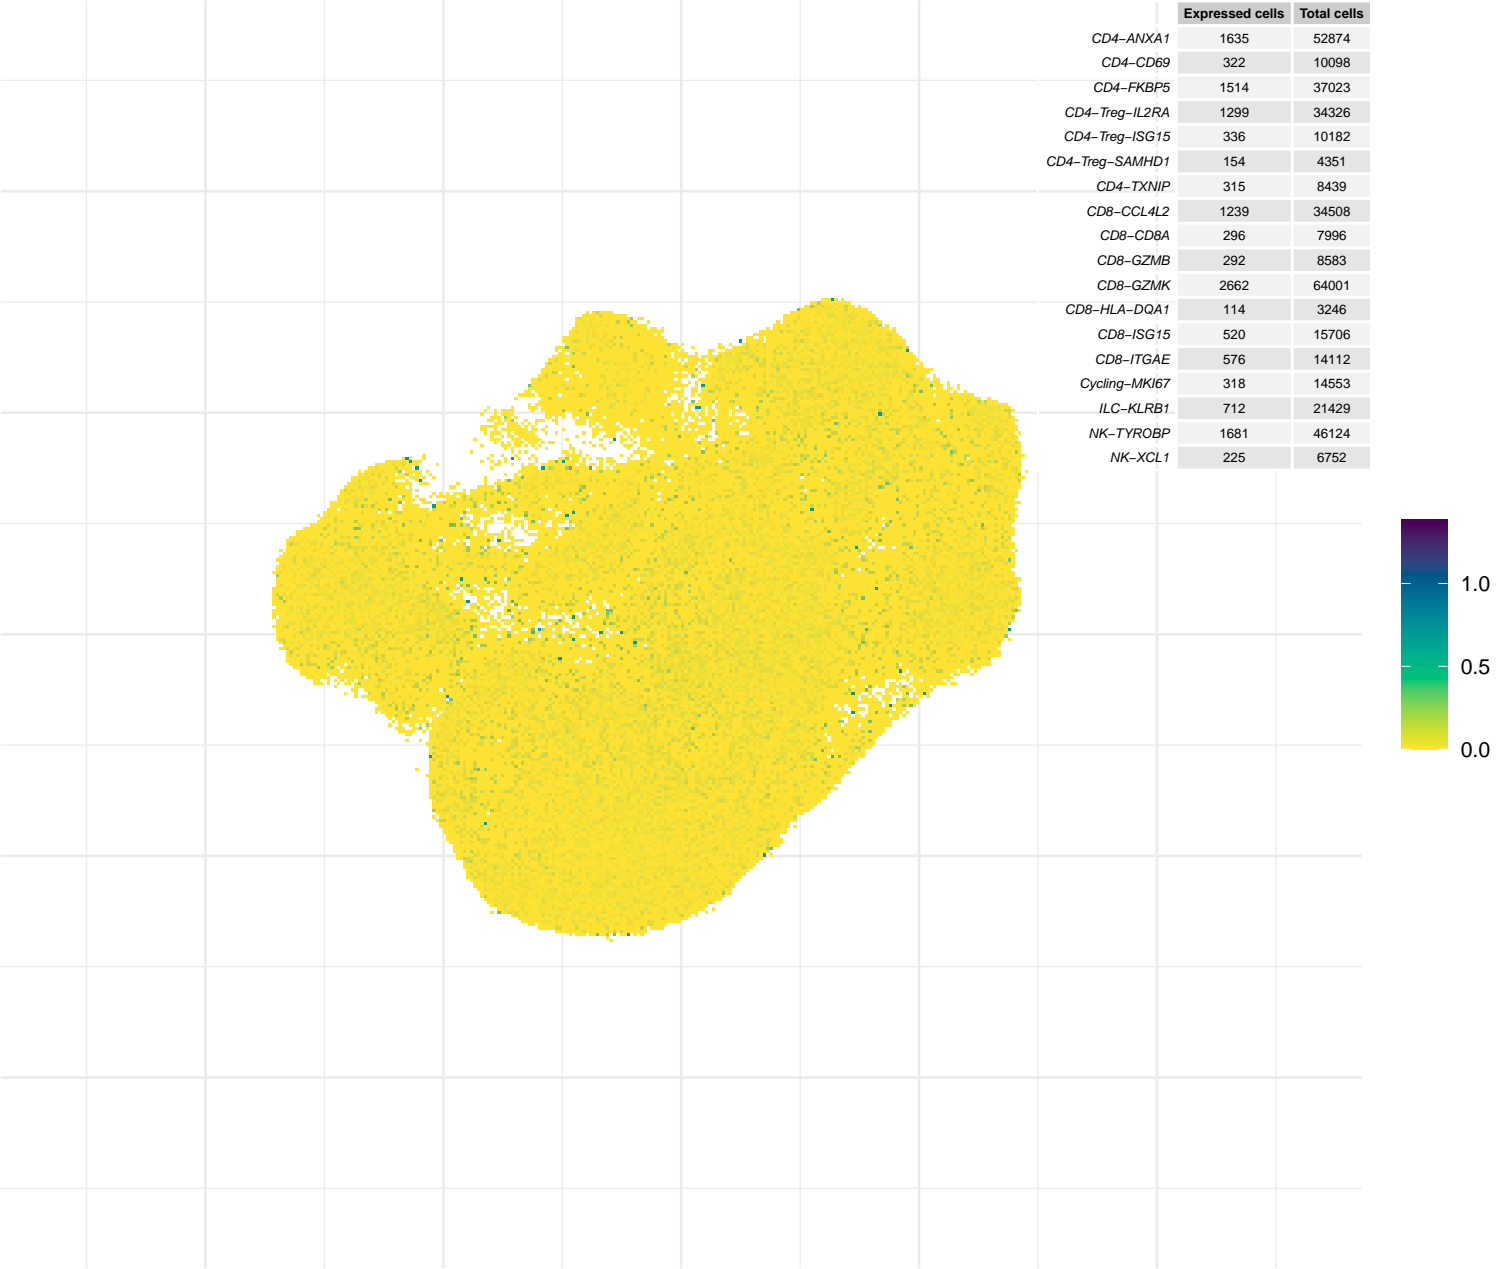 Expressed cells Total cells
CD4−ANXA1 1635 52874
CD4−CD69 322 10098
CD4−FKBP5 1514 37023
CD4−Treg−IL2RA 1299 34326
CD4−Treg−ISG15 336 10182
CD4−Treg−SAMHD1 154 4351
CD4−TXNIP 315 8439
CD8−CCL4L2 1239 34508
CD8−CD8A 296 7996
CD8−GZMB 292 8583
CD8−GZMK 2662 64001
CD8−HLA−DQA1 114 3246
CD8−ISG15 520 15706
CD8−ITGAE 576 14112
Cycling−MKI67 318 14553
ILC−KLRB1 712 21429
NK−TYROBP 1681 46124
NK−XCL1 225 6752
1.0
0.5
0.0